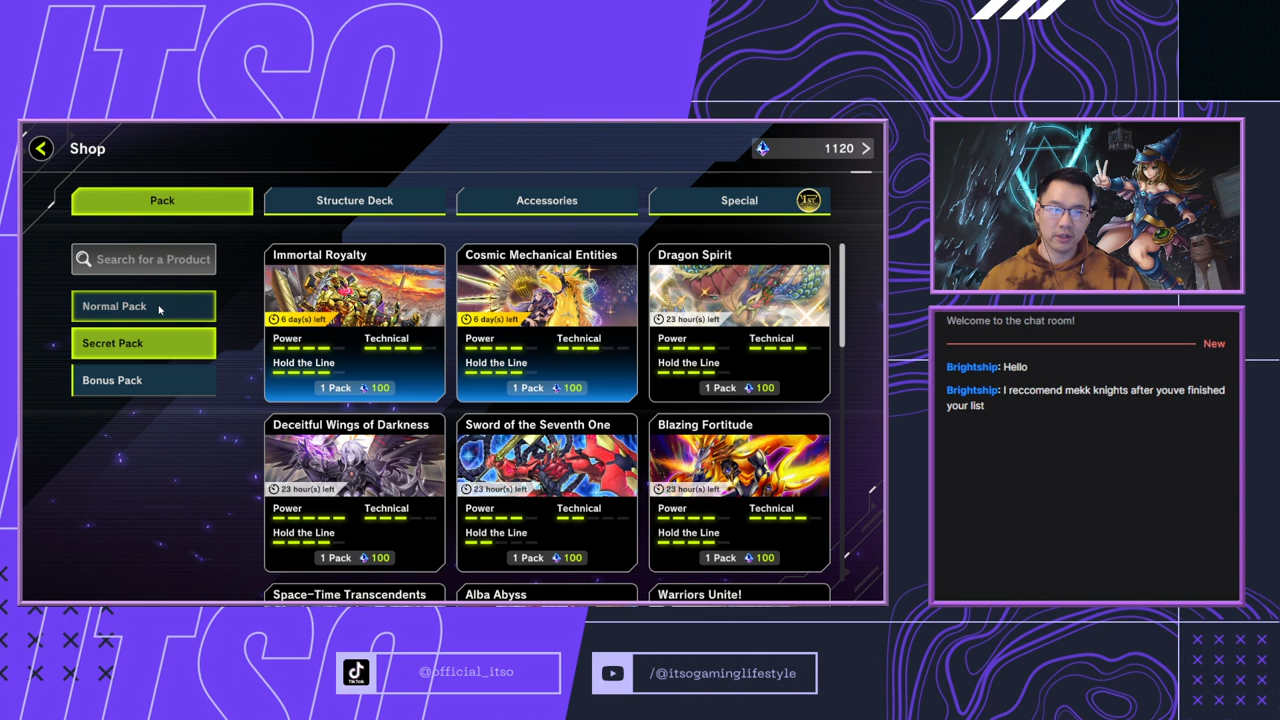 ITSO
Shop
1120
Pack
Structure Deck
Accessories
Special
Search for a Product
Normal Pack
Secret Pack
Bonus Pack
Immortal Royalty
6 day(s) left
Power
Technical
Hold the Line
1 Pack 100
Cosmic Mechanical Entities
6 day(s) left
Power
Technical
Hold the Line
1 Pack 100
Dragon Spirit
23 hour(s) left
Power
Technical
Hold the Line
1 Pack 100
Deceitful Wings of Darkness
23 hour(s) left
Power
Technical
Hold the Line
1 Pack 100
Sword of the Seventh One
23 hour(s) left
Power
Technical
Hold the Line
1 Pack 100
Blazing Fortitude
23 hour(s) left
Power
Technical
Hold the Line
1 Pack 100
Space-Time Transcendents
Alba Abyss
Warriors Unite!
Welcome to the chat room!
New
Brightship: Hello
Brightship: I reccomend mekk knights after youve finished
your list
ITSO
TikTok
@official_itso
/@itsogaminglifestyle